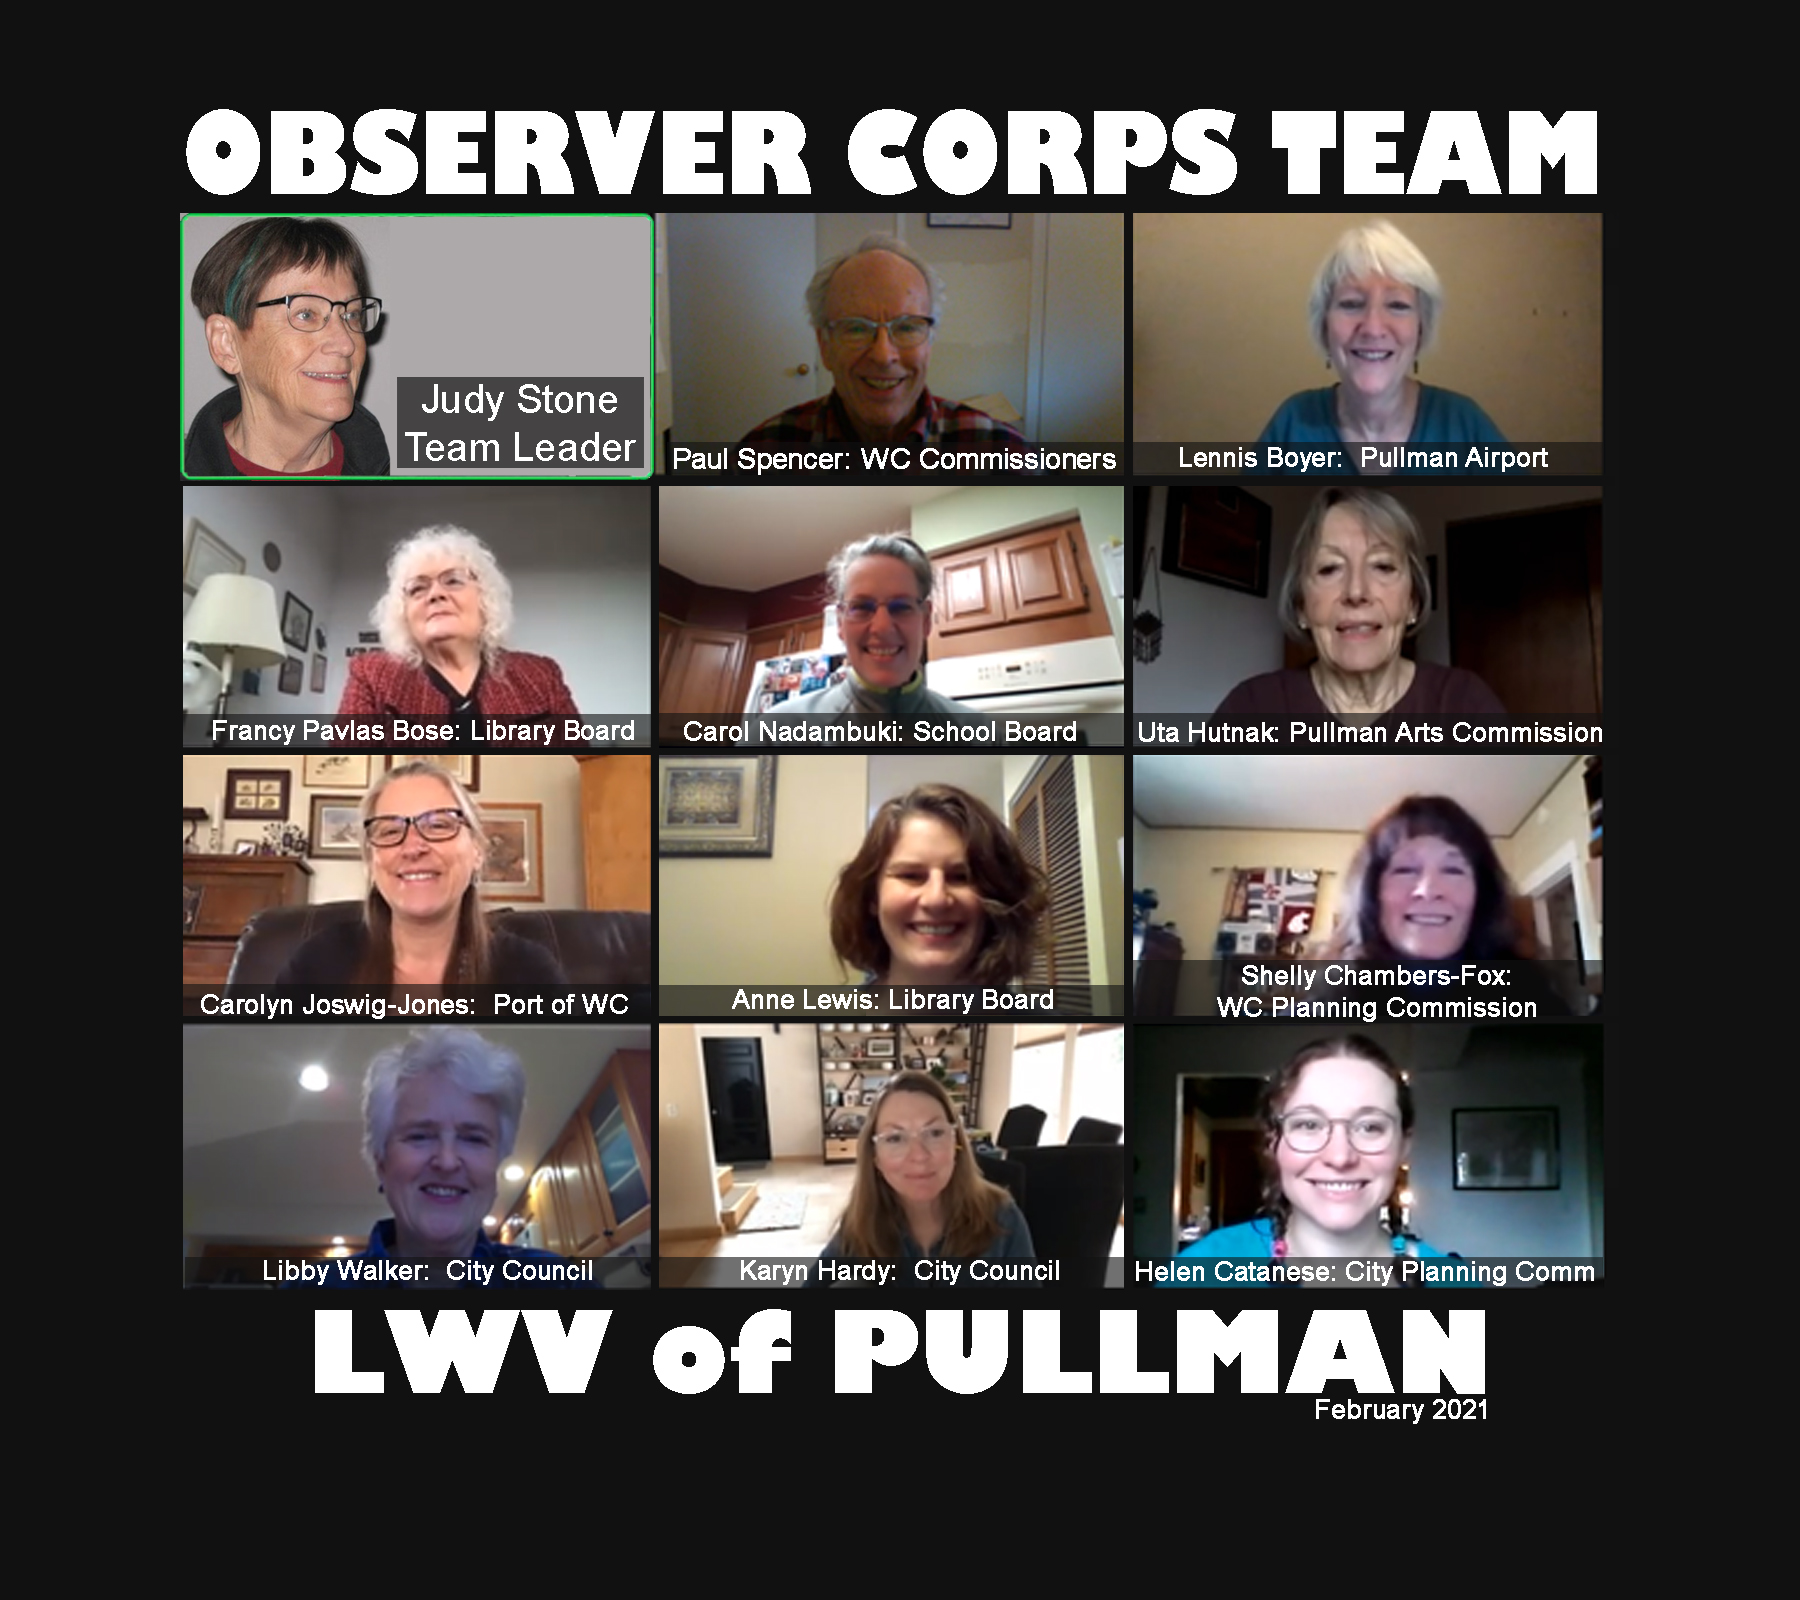 OBSERVER CORPS TEAM
Judy Stone
Team Leader
Paul Spencer: WC Commissioners
Lennis Boyer: Pullman Airport
Francy Pavlas Bose: Library Board
Carol Nadambuki: School Board
Uta Hutnak: Pullman Arts Commission
Carolyn Joswig-Jones: Port of WC
Anne Lewis: Library Board
Shelly Chambers-Fox:
WC Planning Commission
Libby Walker: City Council
Karyn Hardy: City Council
Helen Catanese: City Planning Comm
LWV of PULLMAN
February 2021